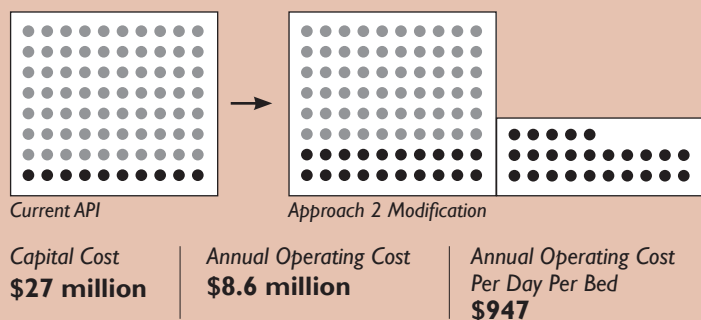 Current API
Approach 2 Modification
Capital Cost
$27 million
Annual Operating Cost
$8.6 million
Annual Operating Cost
Per Day Per Bed
$947